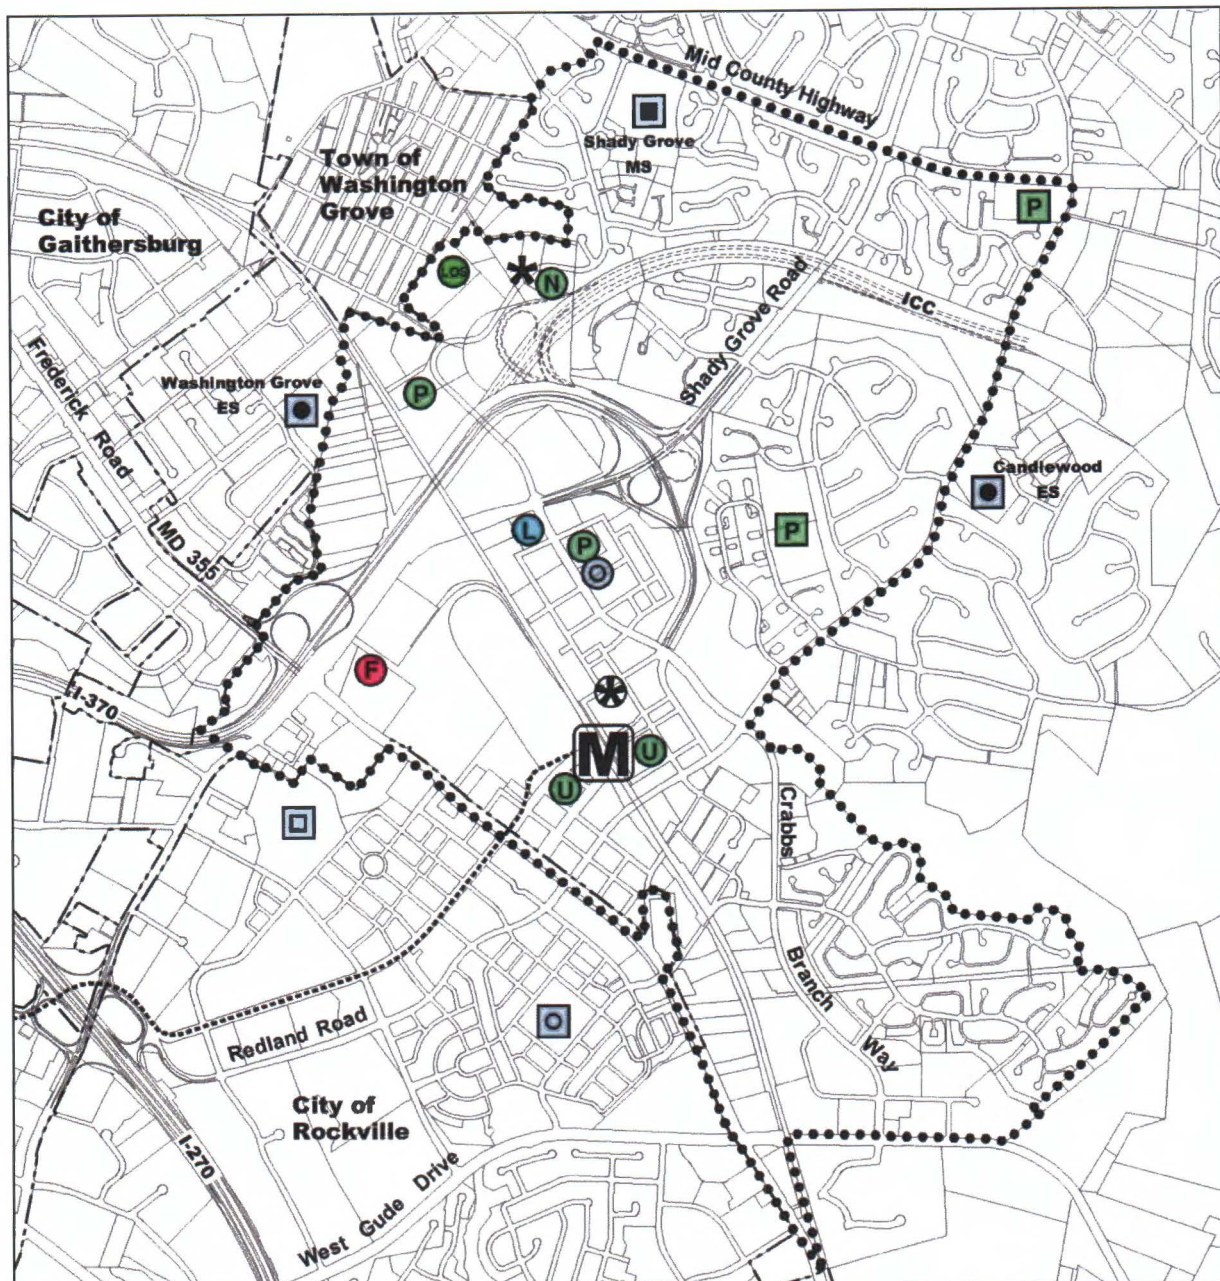 Mid County Highway
Shady Grove
MS
Town of
Washington
Grove
P
City of
Gaithersburg
LOS
*
N
ICC
Shady Grove Road
Frederick Road
Washington Grove
ES
P
Candlewood
ES
MD 355
L
P
P
O
F
*
I-370
M
U
U
Crabbs
Branch
Way
Redland Road
City of
Rockville
I-270
West Gude Drive